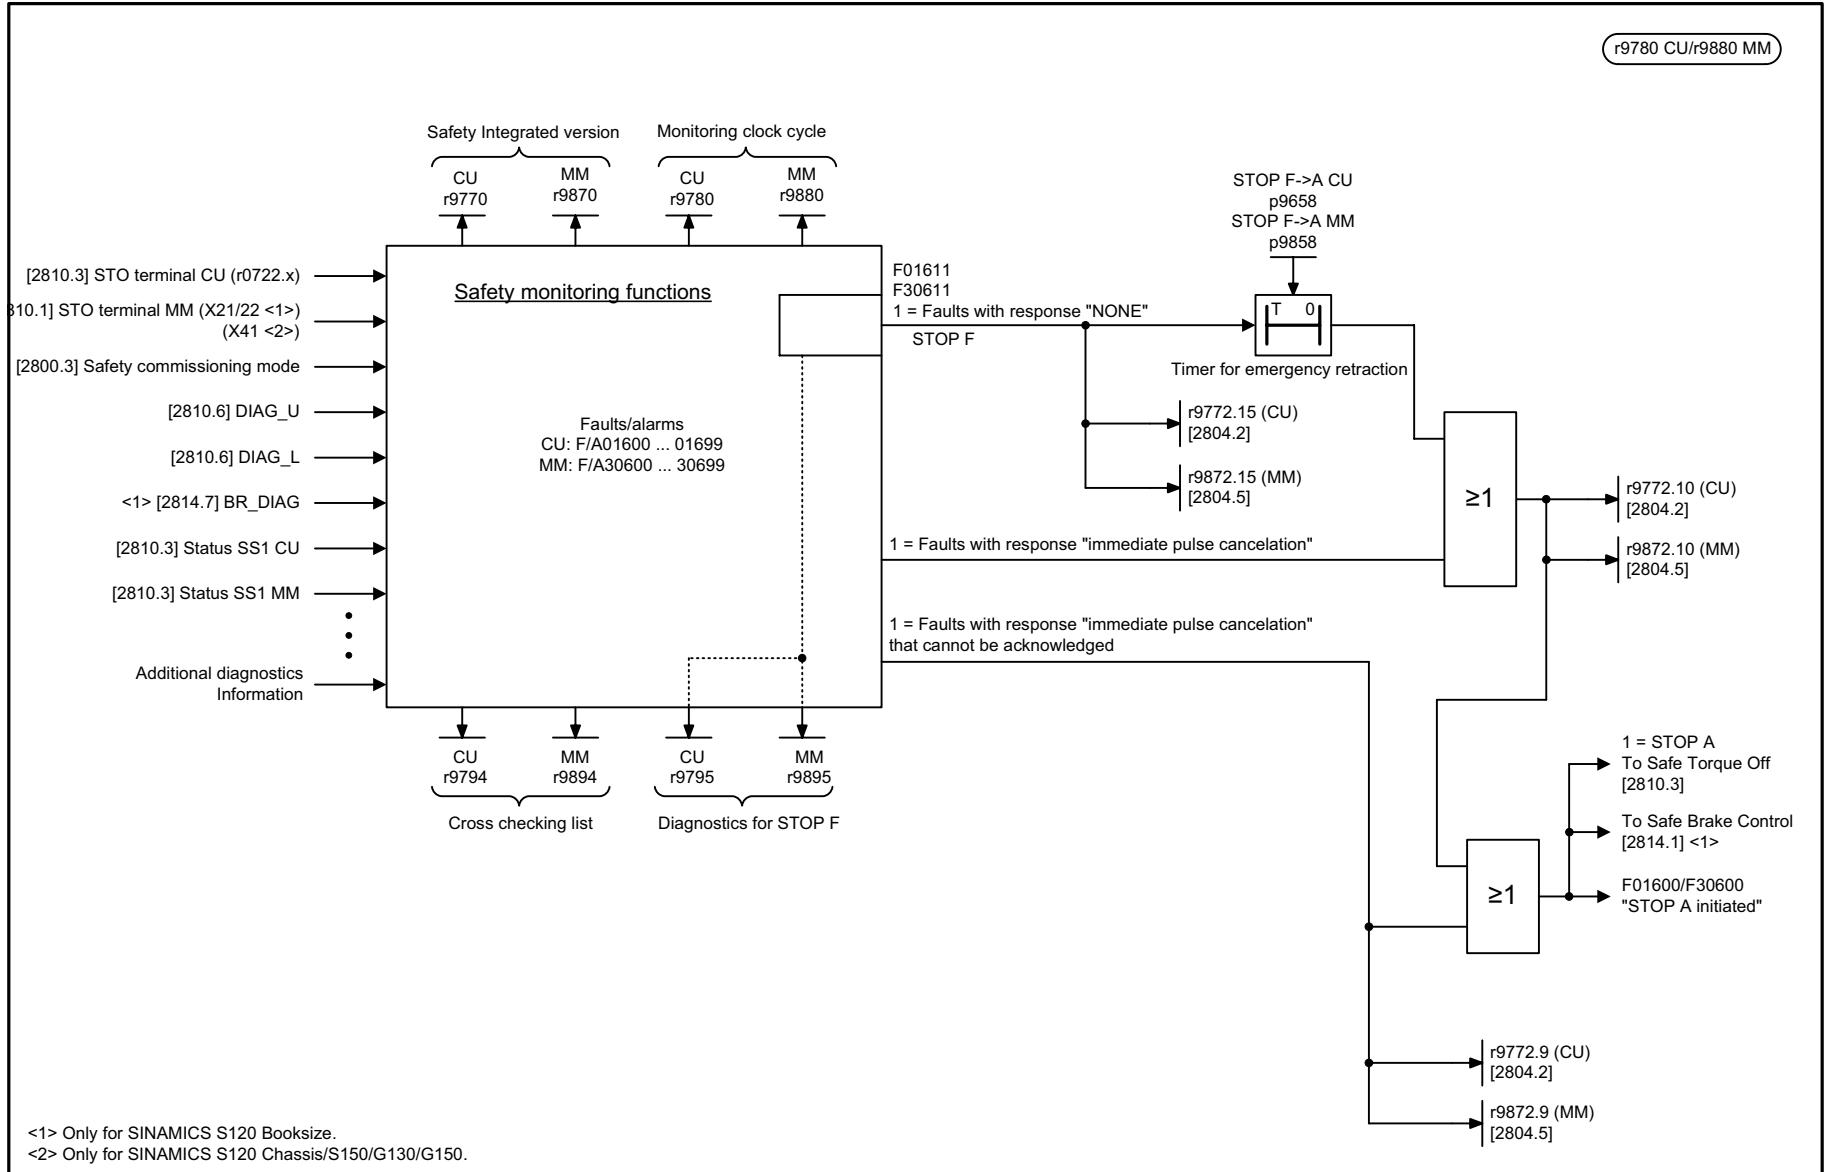 r9780 CU/r9880 MM
Safety Integrated version
Monitoring clock cycle
CU
r9770
MM
r9870
CU
r9780
MM
r9880
STOP F->A CU
p9658
STOP F->A MM
p9858
[2810.3] STO terminal CU (r0722.x)
810.1] STO terminal MM (X21/22 <1>)
(X41 <2>)
[2800.3] Safety commissioning mode
[2810.6] DIAG_U
[2810.6] DIAG_L
<1> [2814.7] BR_DIAG
[2810.3] Status SS1 CU
[2810.3] Status SS1 MM
Additional diagnostics
Information
Safety monitoring functions
Faults/alarms
CU: F/A01600 ... 01699
MM: F/A30600 ... 30699
F01611
F30611
1 = Faults with response "NONE"
STOP F
T 0
Timer for emergency retraction
r9772.15 (CU)
[2804.2]
r9872.15 (MM)
[2804.5]
≥1
r9772.10 (CU)
[2804.2]
r9872.10 (MM)
[2804.5]
1 = Faults with response "immediate pulse cancelation"
1 = Faults with response "immediate pulse cancelation"
that cannot be acknowledged
CU
r9794
MM
r9894
CU
r9795
MM
r9895
Cross checking list
Diagnostics for STOP F
1 = STOP A
To Safe Torque Off
[2810.3]
To Safe Brake Control
[2814.1] <1>
≥1
F01600/F30600
"STOP A initiated"
r9772.9 (CU)
[2804.2]
r9872.9 (MM)
[2804.5]
<1> Only for SINAMICS S120 Booksize.
<2> Only for SINAMICS S120 Chassis/S150/G130/G150.